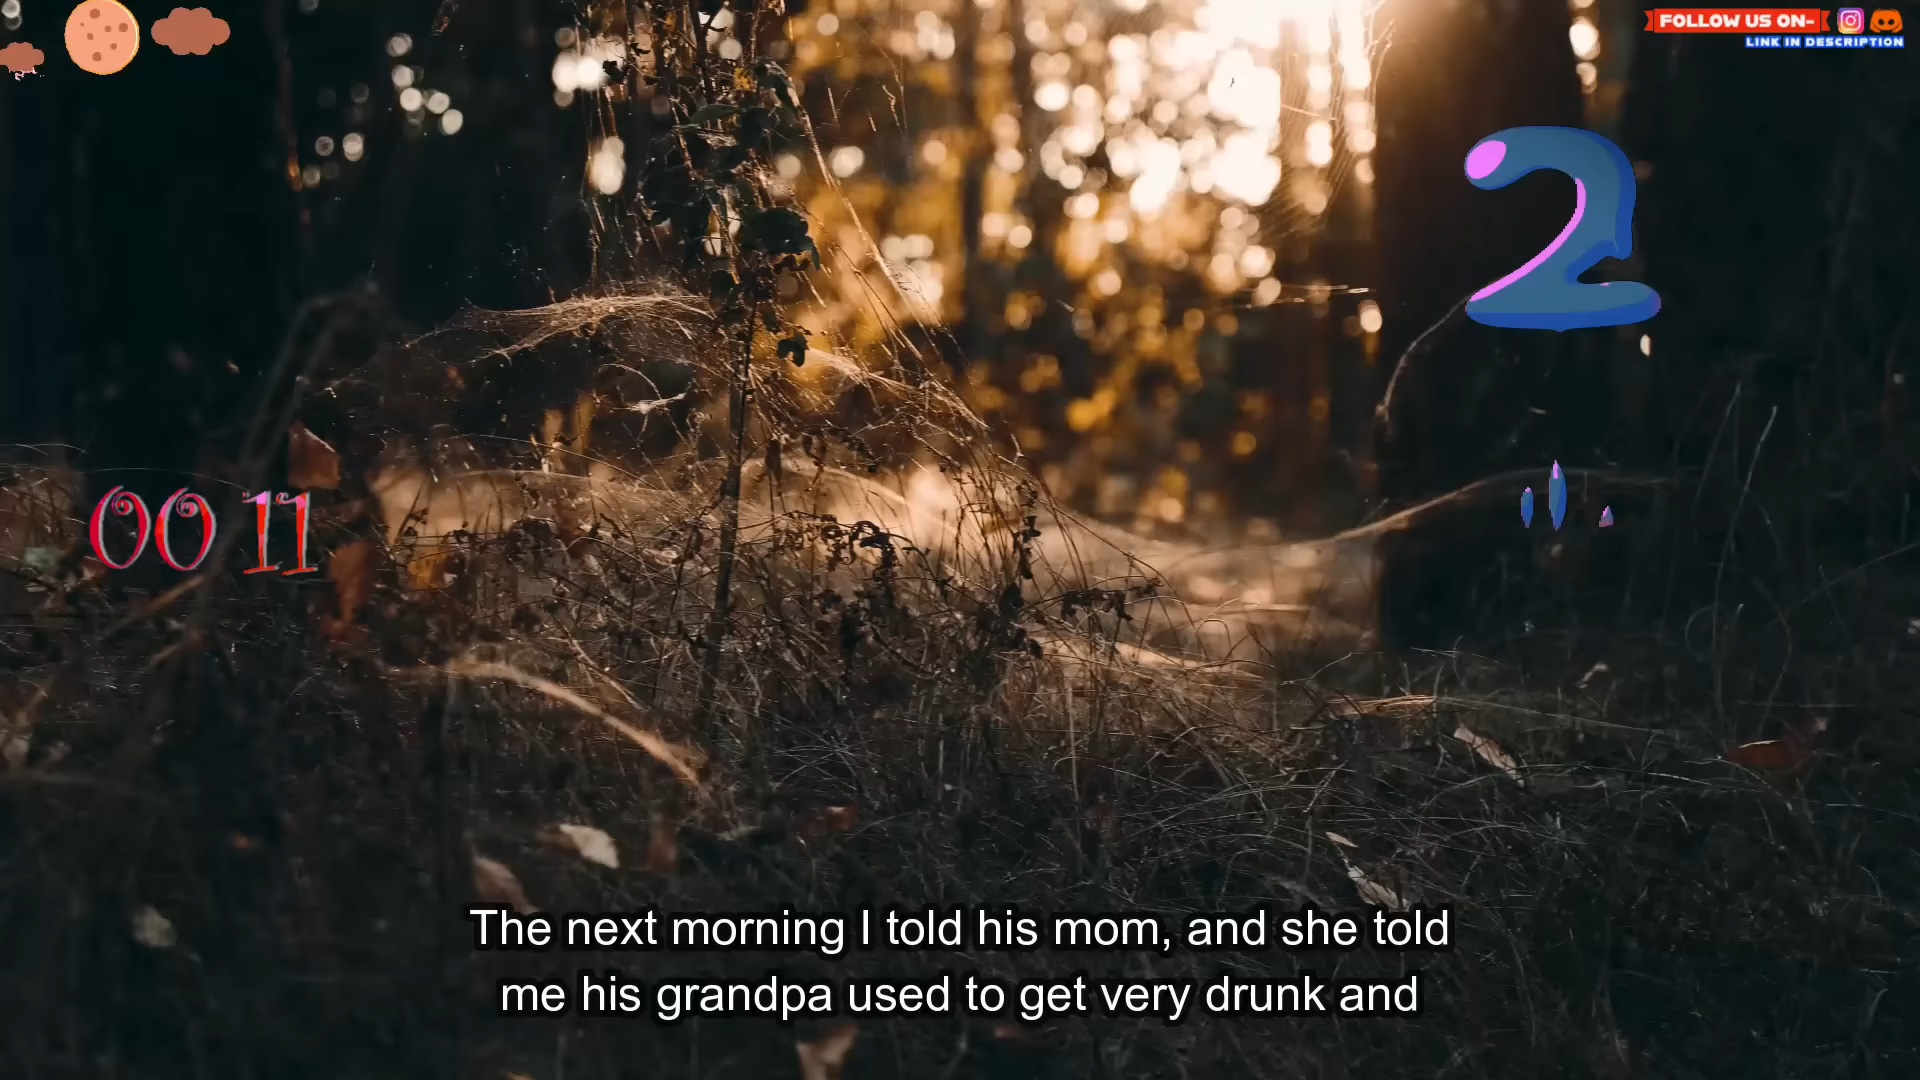 FOLLOW US ON-
LINK IN DESCRIPTION
2
00 11
The next morning I told his mom, and she told
me his grandpa used to get very drunk and